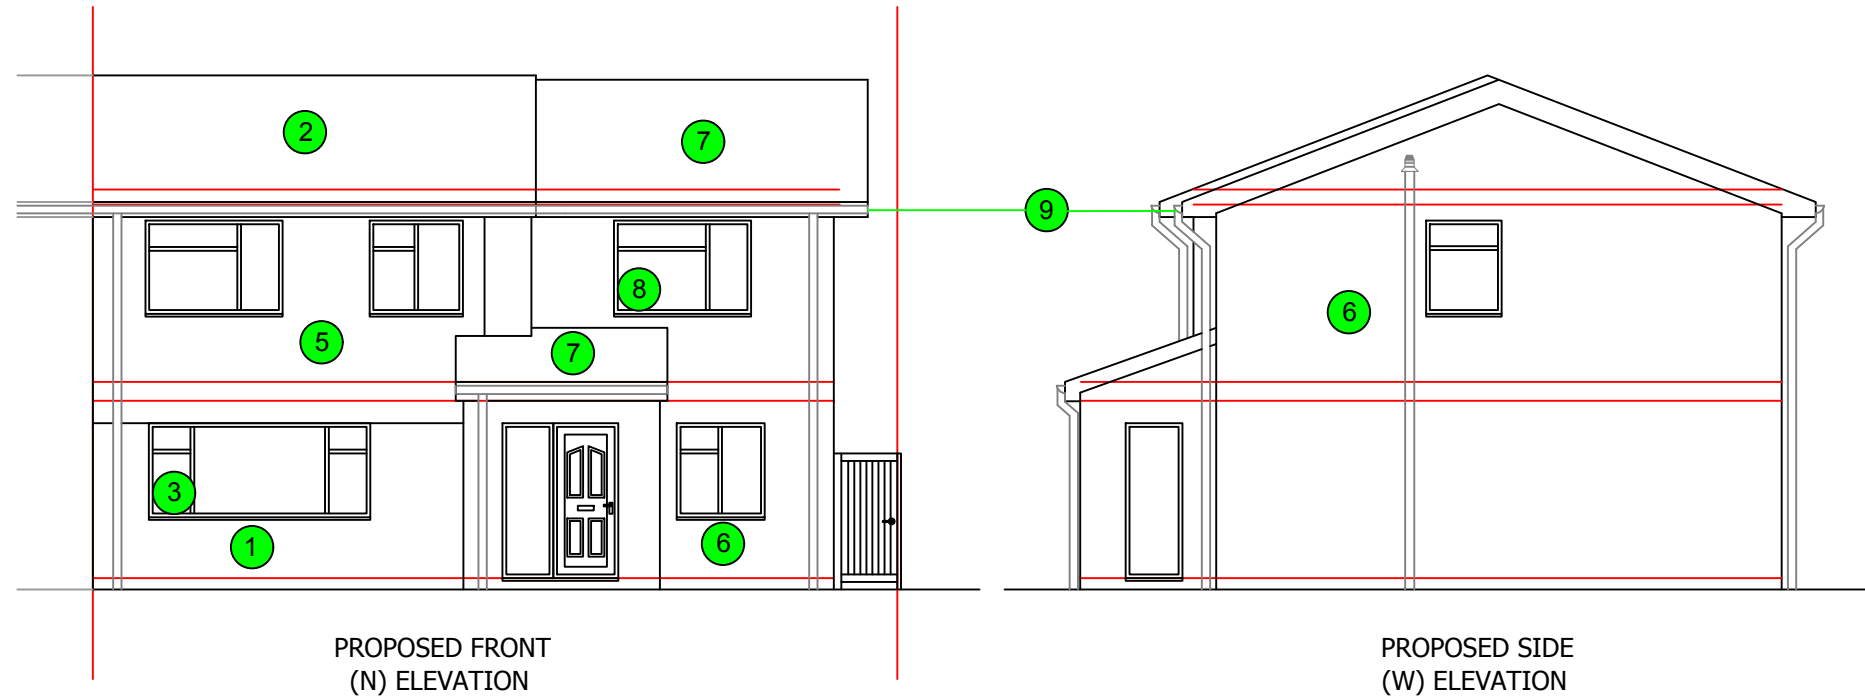 2
7
9
8
6
5
7
3
1
6
PROPOSED FRONT
(N) ELEVATION
PROPOSED SIDE
(W) ELEVATION